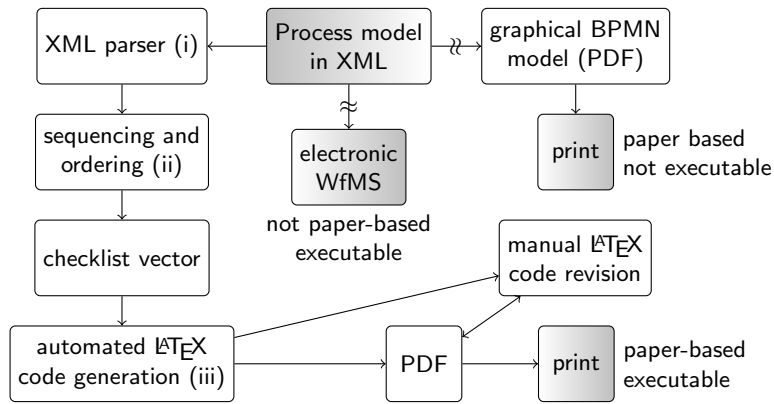 XML parser (i)
Process model
in XML
graphical BPMN
model (PDF)
sequencing and
ordering (ii)
electronic
WfMS
not paper-based
executable
print
paper based
not executable
checklist vector
manual LATEX
code revision
automated LATEX
code generation (iii)
PDF
print
paper-based
executable